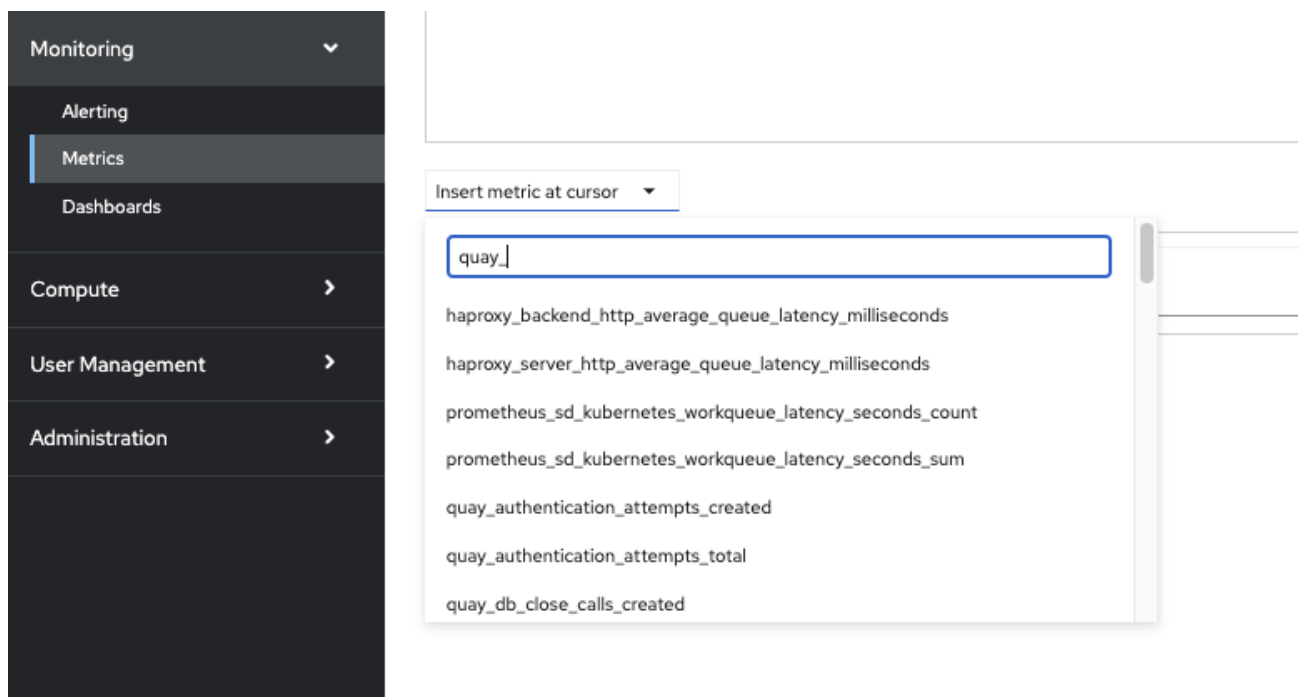 Monitoring
Alerting
Metrics
Dashboards
Compute
User Management
Administration
Insert metric at cursor
quay_
haproxy_backend_http_average_queue_latency_milliseconds
haproxy_server_http_average_queue_latency_milliseconds
prometheus_sd_kubernetes_workqueue_latency_seconds_count
prometheus_sd_kubernetes_workqueue_latency_seconds_sum
quay_authentication_attempts_created
quay_authentication_attempts_total
quay_db_close_calls_created